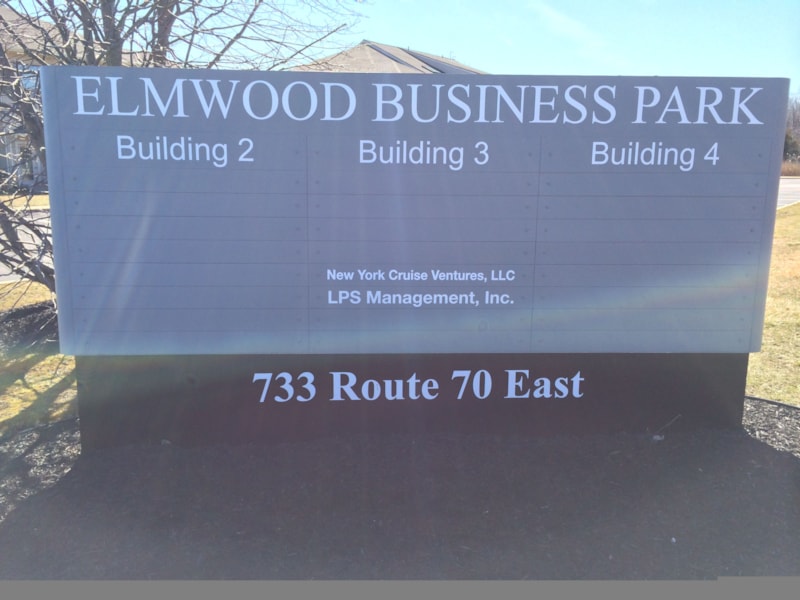 ELMWOOD BUSINESS PARK
Building 2 Building 3 Building 4
New York Cruise Ventures, LLC
LPS Management, Inc.
733 Route 70 East